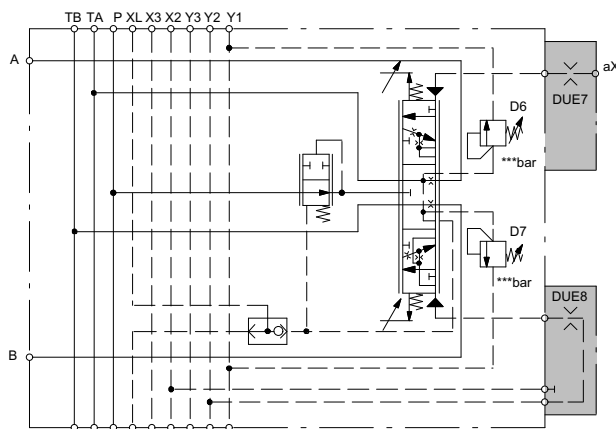 TB TA P XL X3 X2 Y3 Y2 Y1
A
aX
DUE7
D6
***bar
D7
***bar
DUE8
B